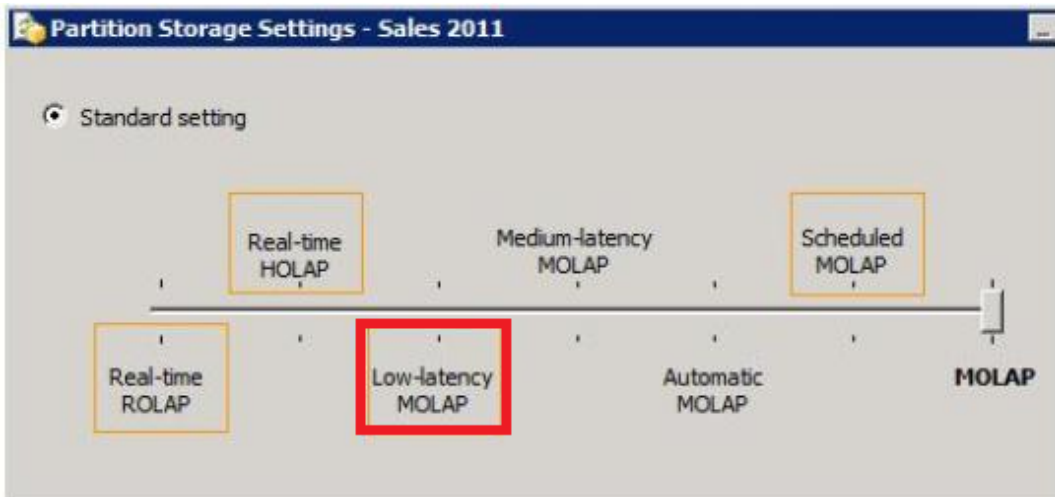 Partition Storage Settings - Sales 2011
Standard setting
Real-time
HOLAP
Medium-latency
MOLAP
Scheduled
MOLAP
Real-time
ROLAP
Low-latency
MOLAP
Automatic
MOLAP
MOLAP